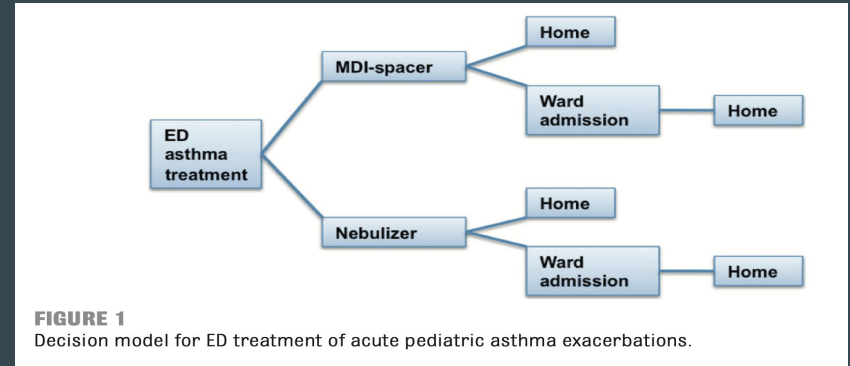 Home
MDI-spacer
Ward
admission
Home
ED
asthma
treatment
Home
Nebulizer
Ward
admission
Home
FIGURE 1
Decision model for ED treatment of acute pediatric asthma exacerbations.